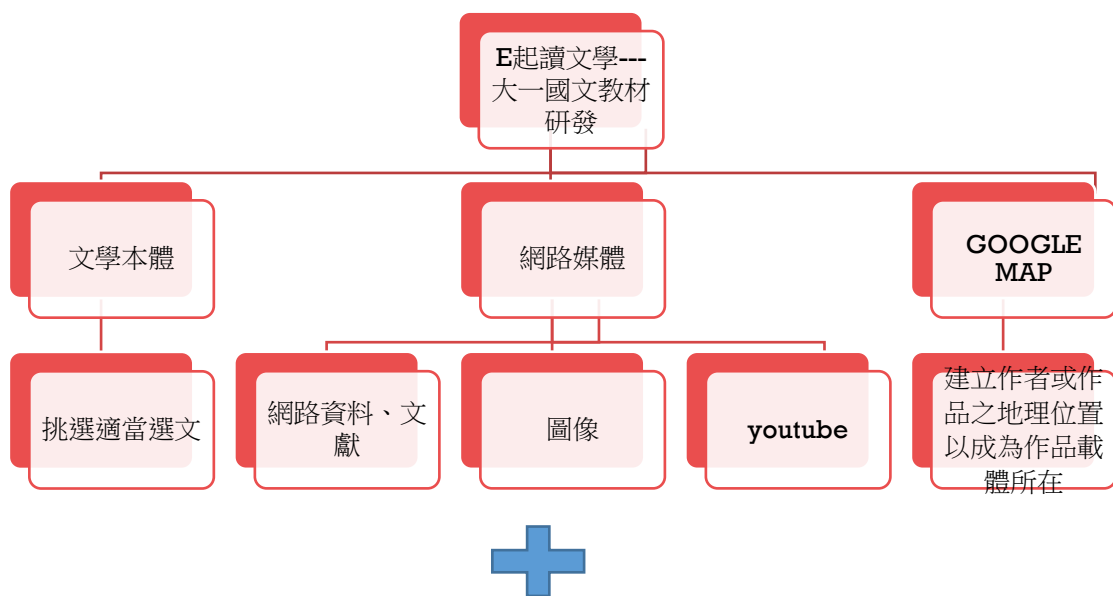 E起讀文學---
大一國文教材
研發
文學本體
網路媒體
GOOGLE
MAP
挑選適當選文
網路資料、文
獻
圖像
youtube
建立作者或作
品之地理位置
以成為作品載
體所在